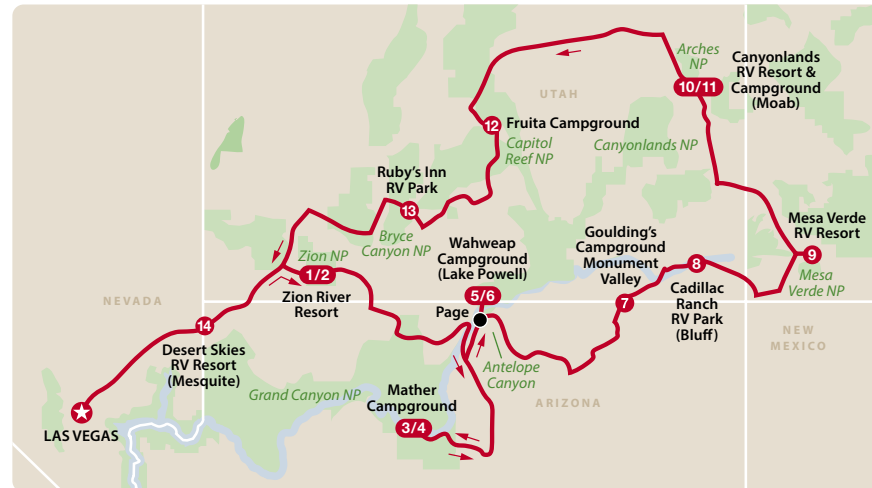 Arches
NP
Canyonlands
RV Resort &
Campground
(Moab)
10/11
UTAH
12
Fruita Campground
Capitol
Reef NP
Canyonlands NP
Ruby's Inn
RV Park
13
Bryce
Canyon NP
Wahweap
Campground
(Lake Powell)
5/6
Page
Goulding's
Campground
Monument
Valley
7
8
Cadillac
Ranch
RV Park
(Bluff)
Mesa Verde
RV Resort
9
Mesa
Verde NP
Zion NP
1/2
Zion River
Resort
NEVADA
14
Desert Skies
RV Resort
(Mesquite)
LAS VEGAS
Grand Canyon NP
Mather
Campground
3/4
Antelope
Canyon
ARIZONA
NEW
MEXICO